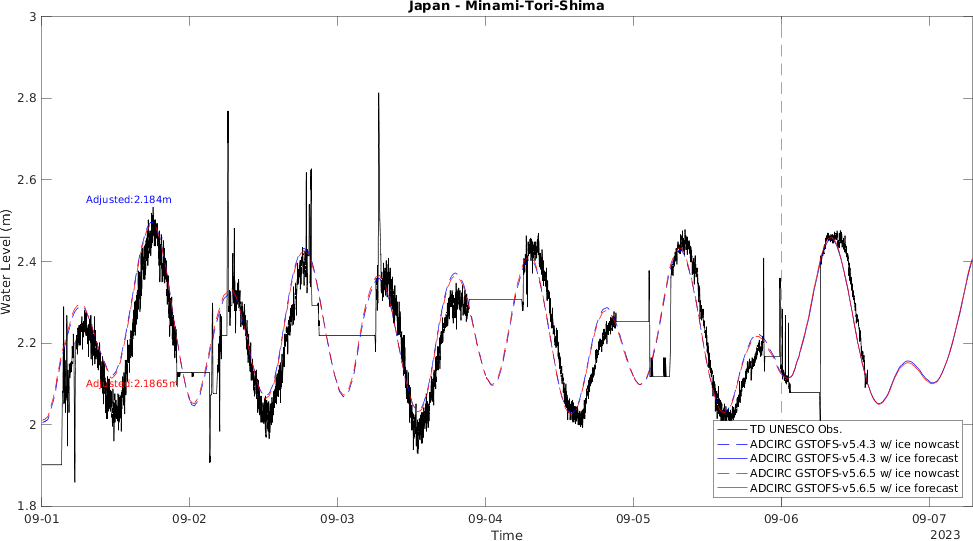 Japan - Minami-Tori-Shima
Water Level (m)
3
2.8
2.6
2.4
2.2
2
1.8
Adjusted:2.184m
Adjusted:2.1865m
TD UNESCO Obs.
ADCIRC GSTOFS-v5.4.3 w/ ice nowcast
ADCIRC GSTOFS-v5.4.3 w/ ice forecast
ADCIRC GSTOFS-v5.6.5 w/ ice nowcast
ADCIRC GSTOFS-v5.6.5 w/ ice forecast
09-01 09-02 09-03 09-04 09-05 09-06 09-07
Time
2023